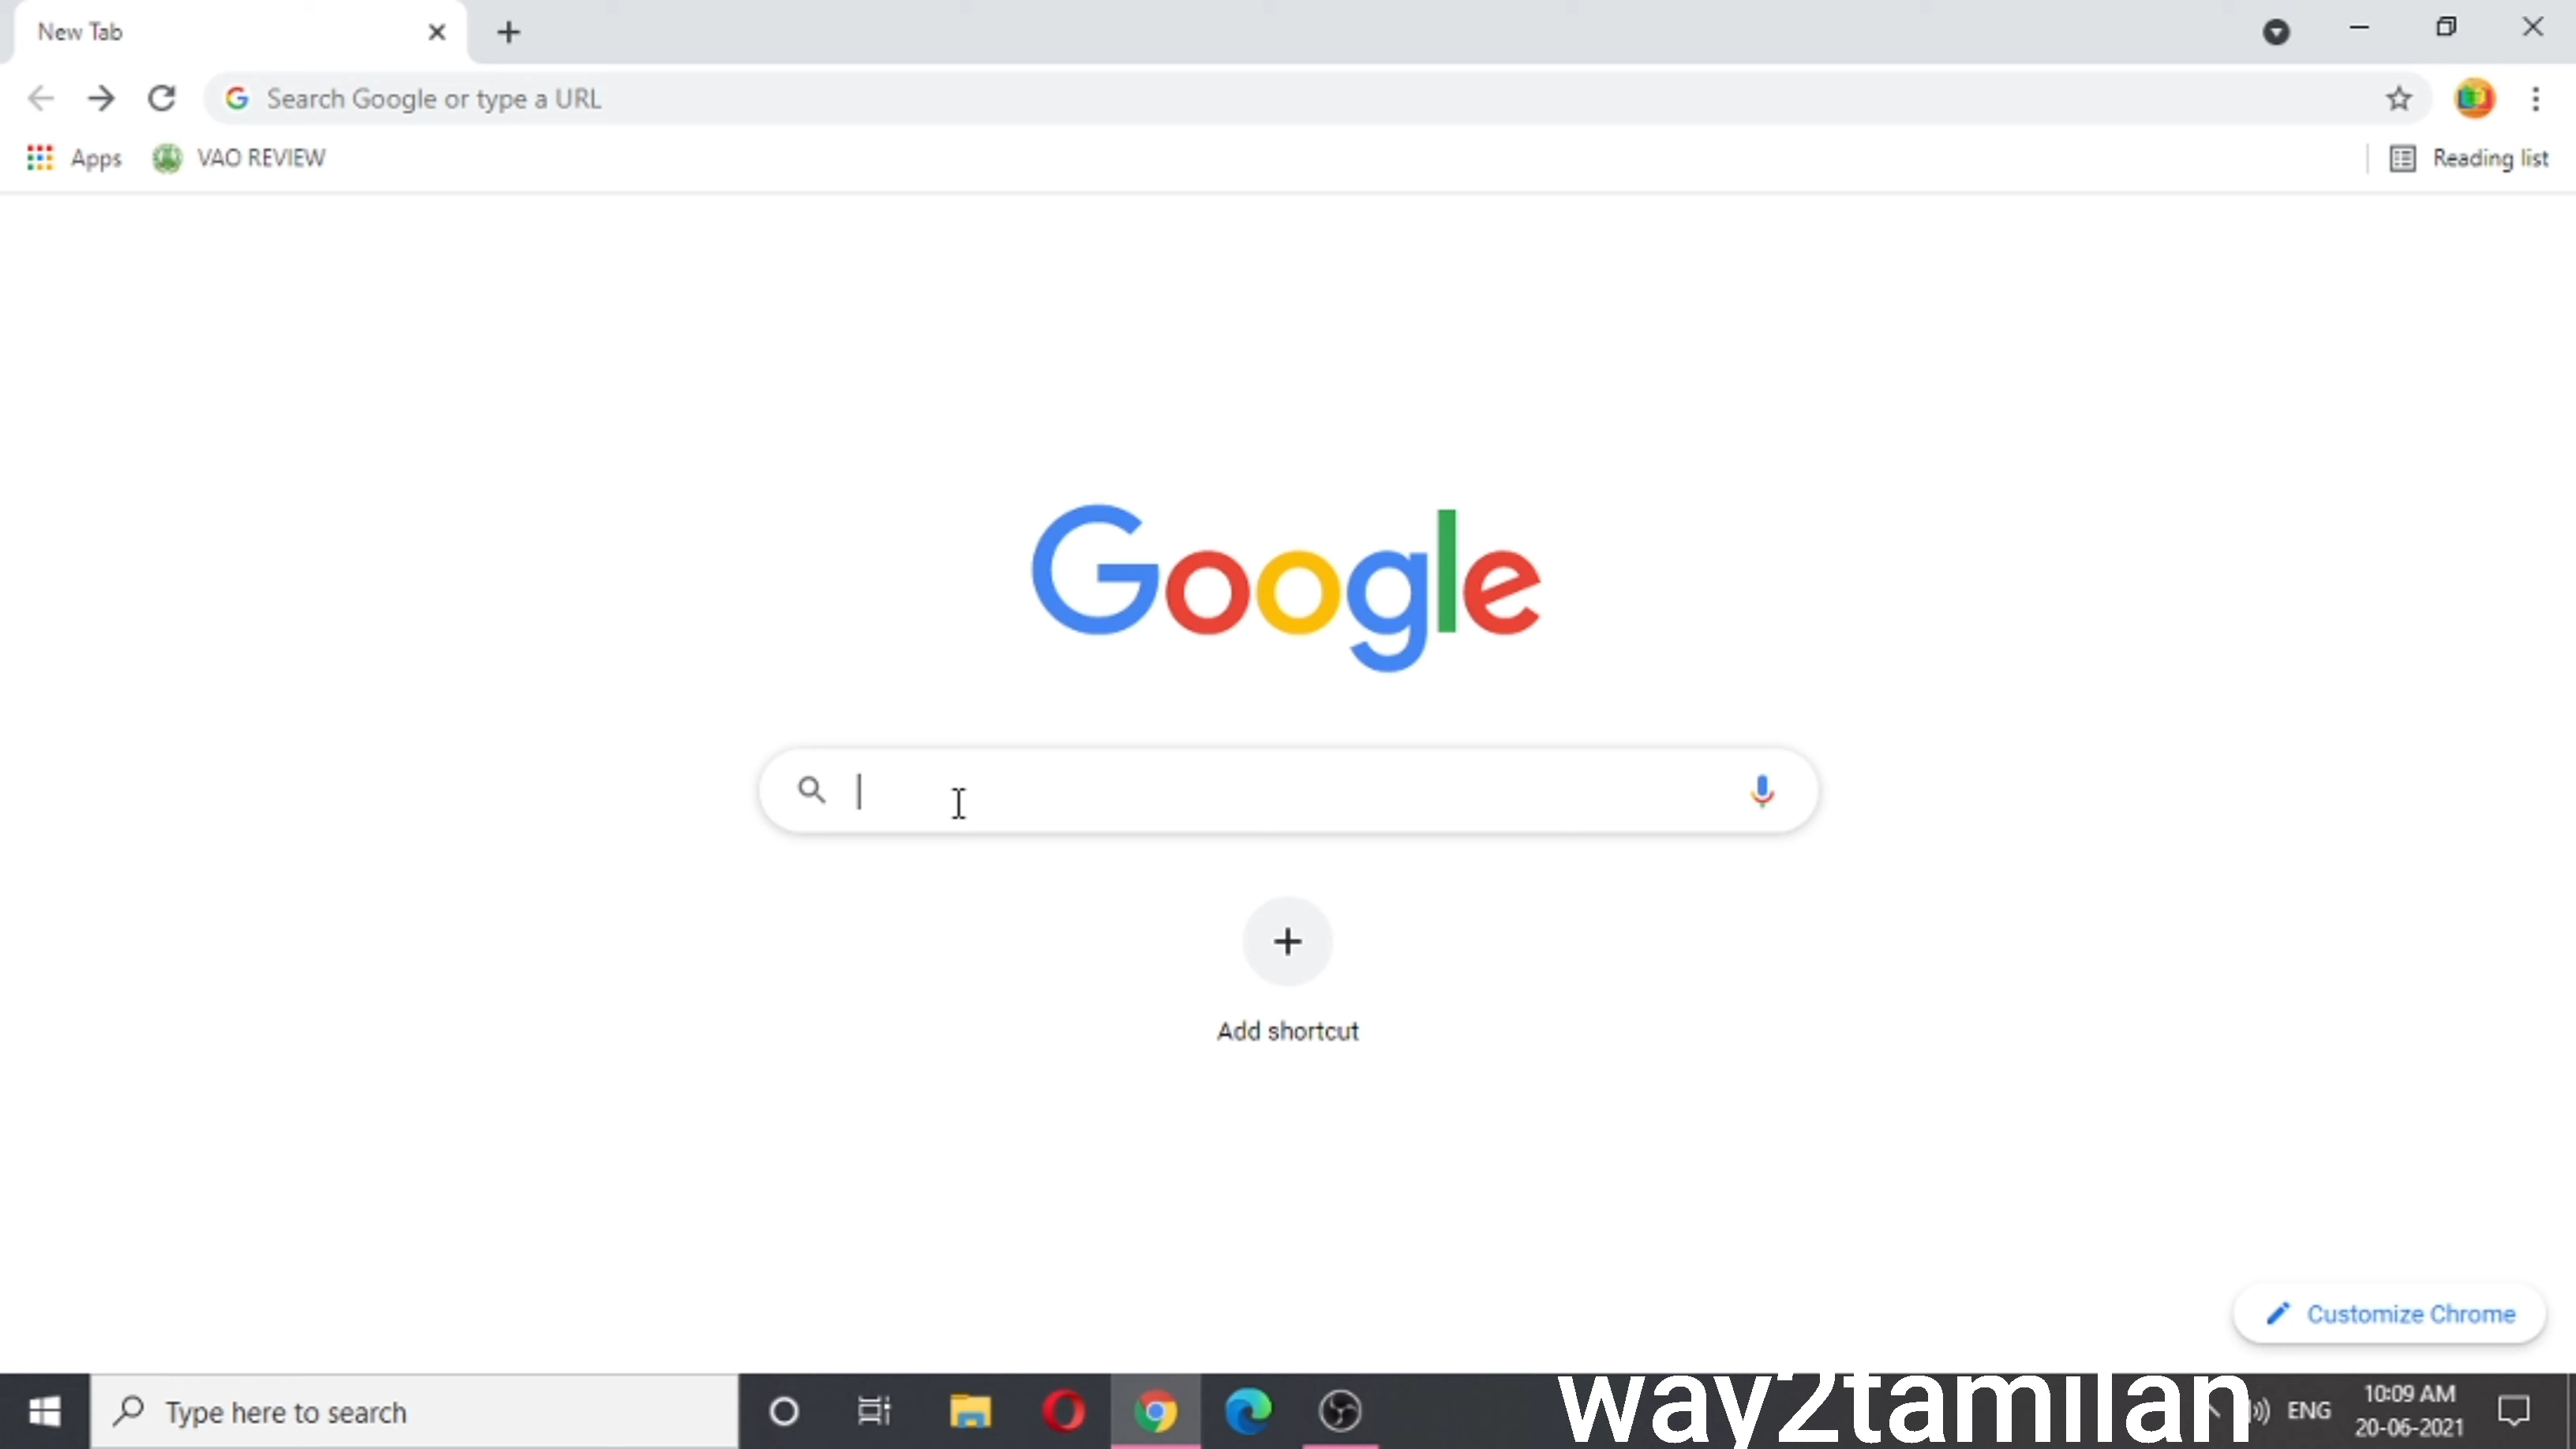 New Tab
Search Google or type a URL
Apps VAO REVIEW Reading list
Google
Add shortcut
Customize Chrome
Type here to search
way2tamilan
ENG
10:09 AM
20-06-2021